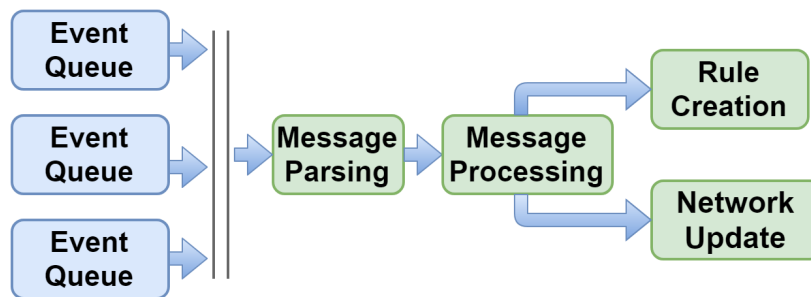 Event
Queue
Event
Queue
Event
Queue
Message
Parsing
Message
Processing
Rule
Creation
Network
Update